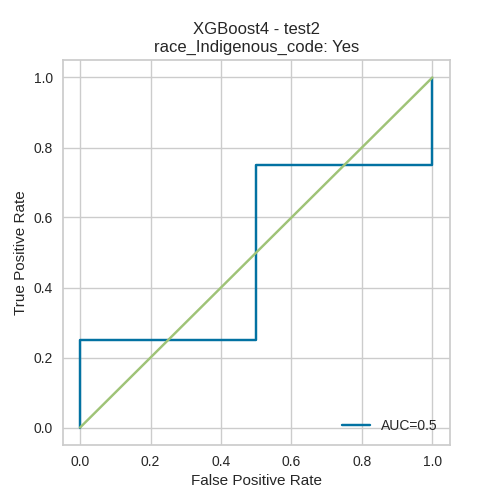 XGBoost4 - test2
race_Indigenous_code: Yes
True Positive Rate
1.0
0.8
0.6
0.4
0.2
0.0
AUC=0.5
0.0 0.2 0.4 0.6 0.8 1.0
False Positive Rate